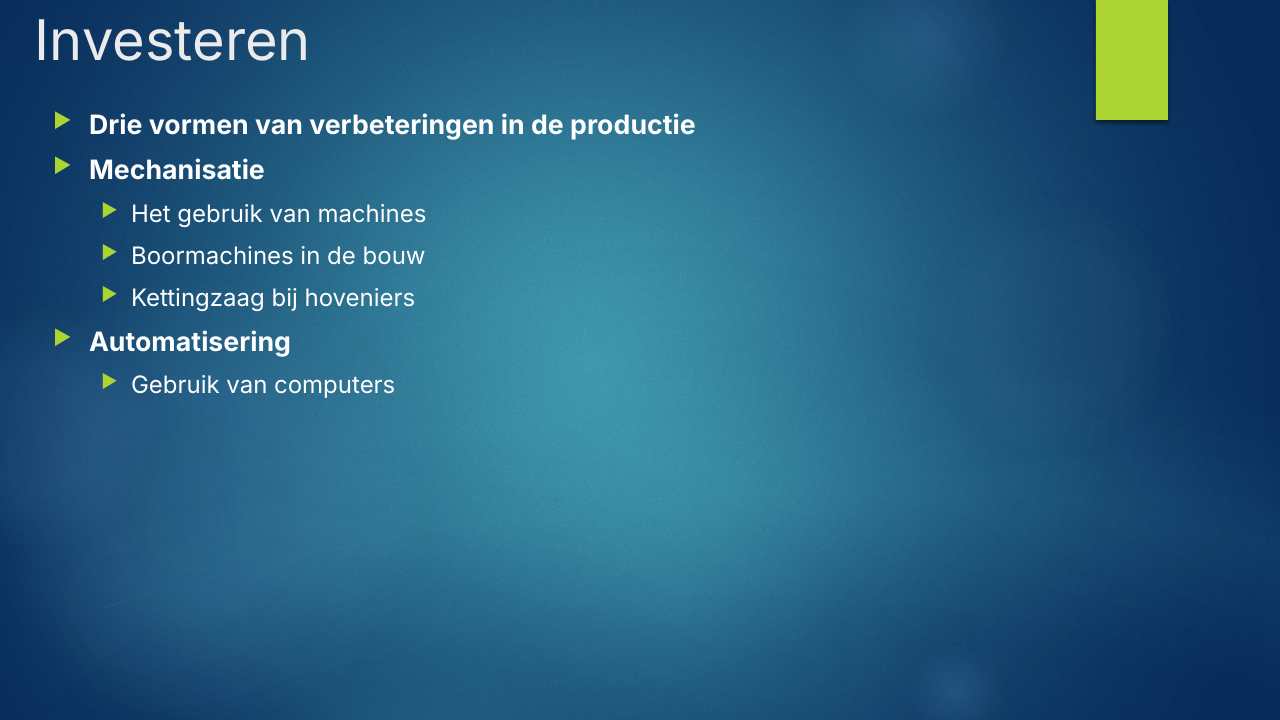 Investeren
Drie vormen van verbeteringen in de productie
Mechanisatie
Het gebruik van machines
Boormachines in de bouw
Kettingzaag bij hoveniers
Automatisering
Gebruik van computers